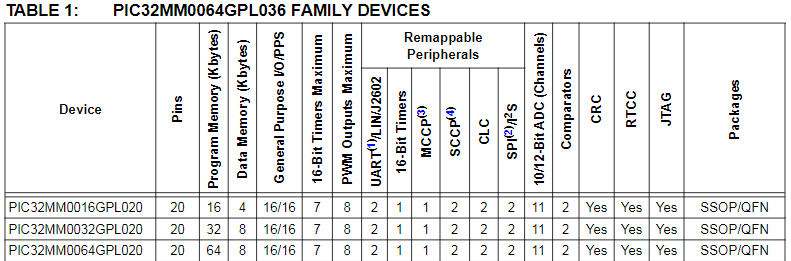 TABLE 1: PIC32MM0064GPL036 FAMILY DEVICES
Device
Pins
Program Memory (Kbytes)
Data Memory (Kbytes)
General Purpose I/O/PPS
16-Bit Timers Maximum
PWM Outputs Maximum
Remappable
Peripherals
UART(1)/LIN/J2602
16-Bit Timers
MCCP(3)
SCCP(4)
CLC
SPI(2)/I2S
10/12-Bit ADC (Channels)
Comparators
CRC
RTCC
JTAG
Packages
PIC32MM0016GPL020 20 16 4 16/16 7 8 2 1 1 2 2 2 11 2 Yes Yes Yes SSOP/QFN
PIC32MM0032GPL020 20 32 8 16/16 7 8 2 1 1 2 2 2 11 2 Yes Yes Yes SSOP/QFN
PIC32MM0064GPL020 20 64 8 16/16 7 8 2 1 1 2 2 2 11 2 Yes Yes Yes SSOP/QFN